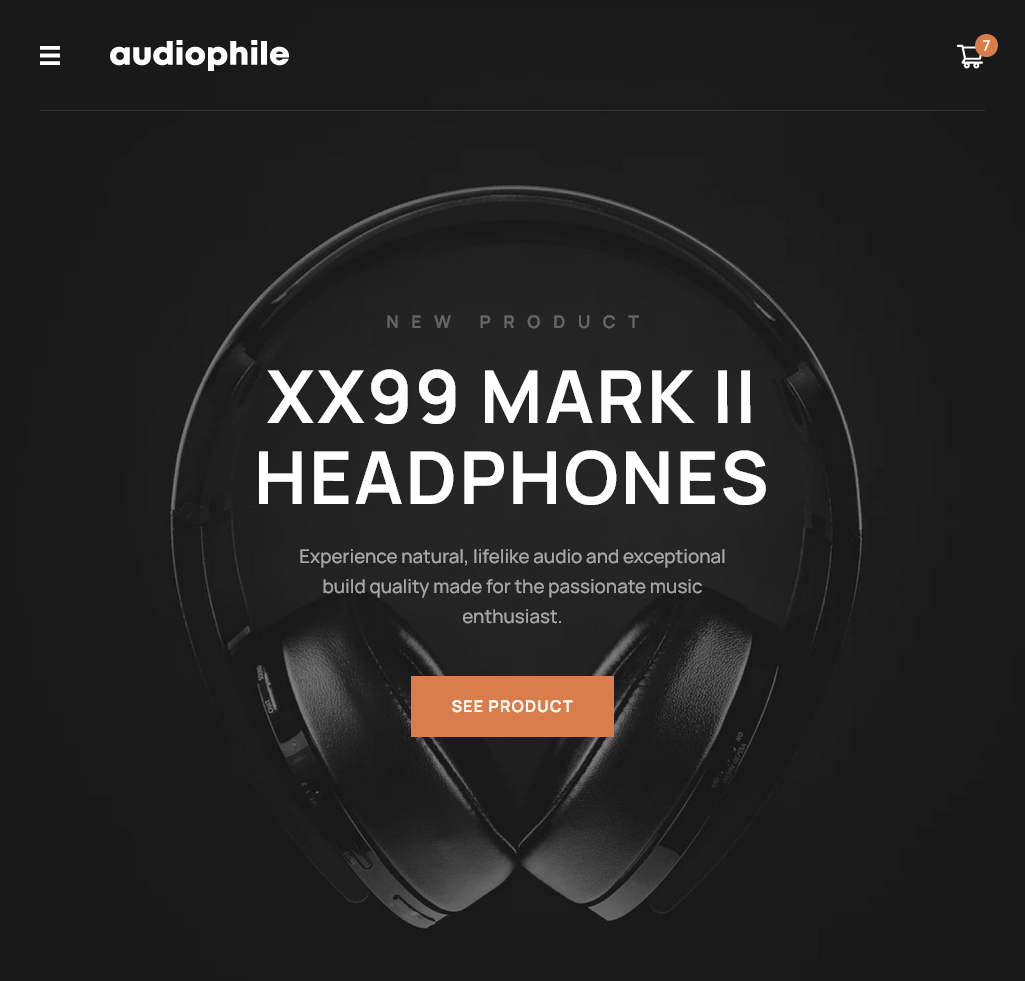 audiophile
7
NEW PRODUCT
XX99 MARK II
HEADPHONES
Experience natural, lifelike audio and exceptional
build quality made for the passionate music
enthusiast.
SEE PRODUCT